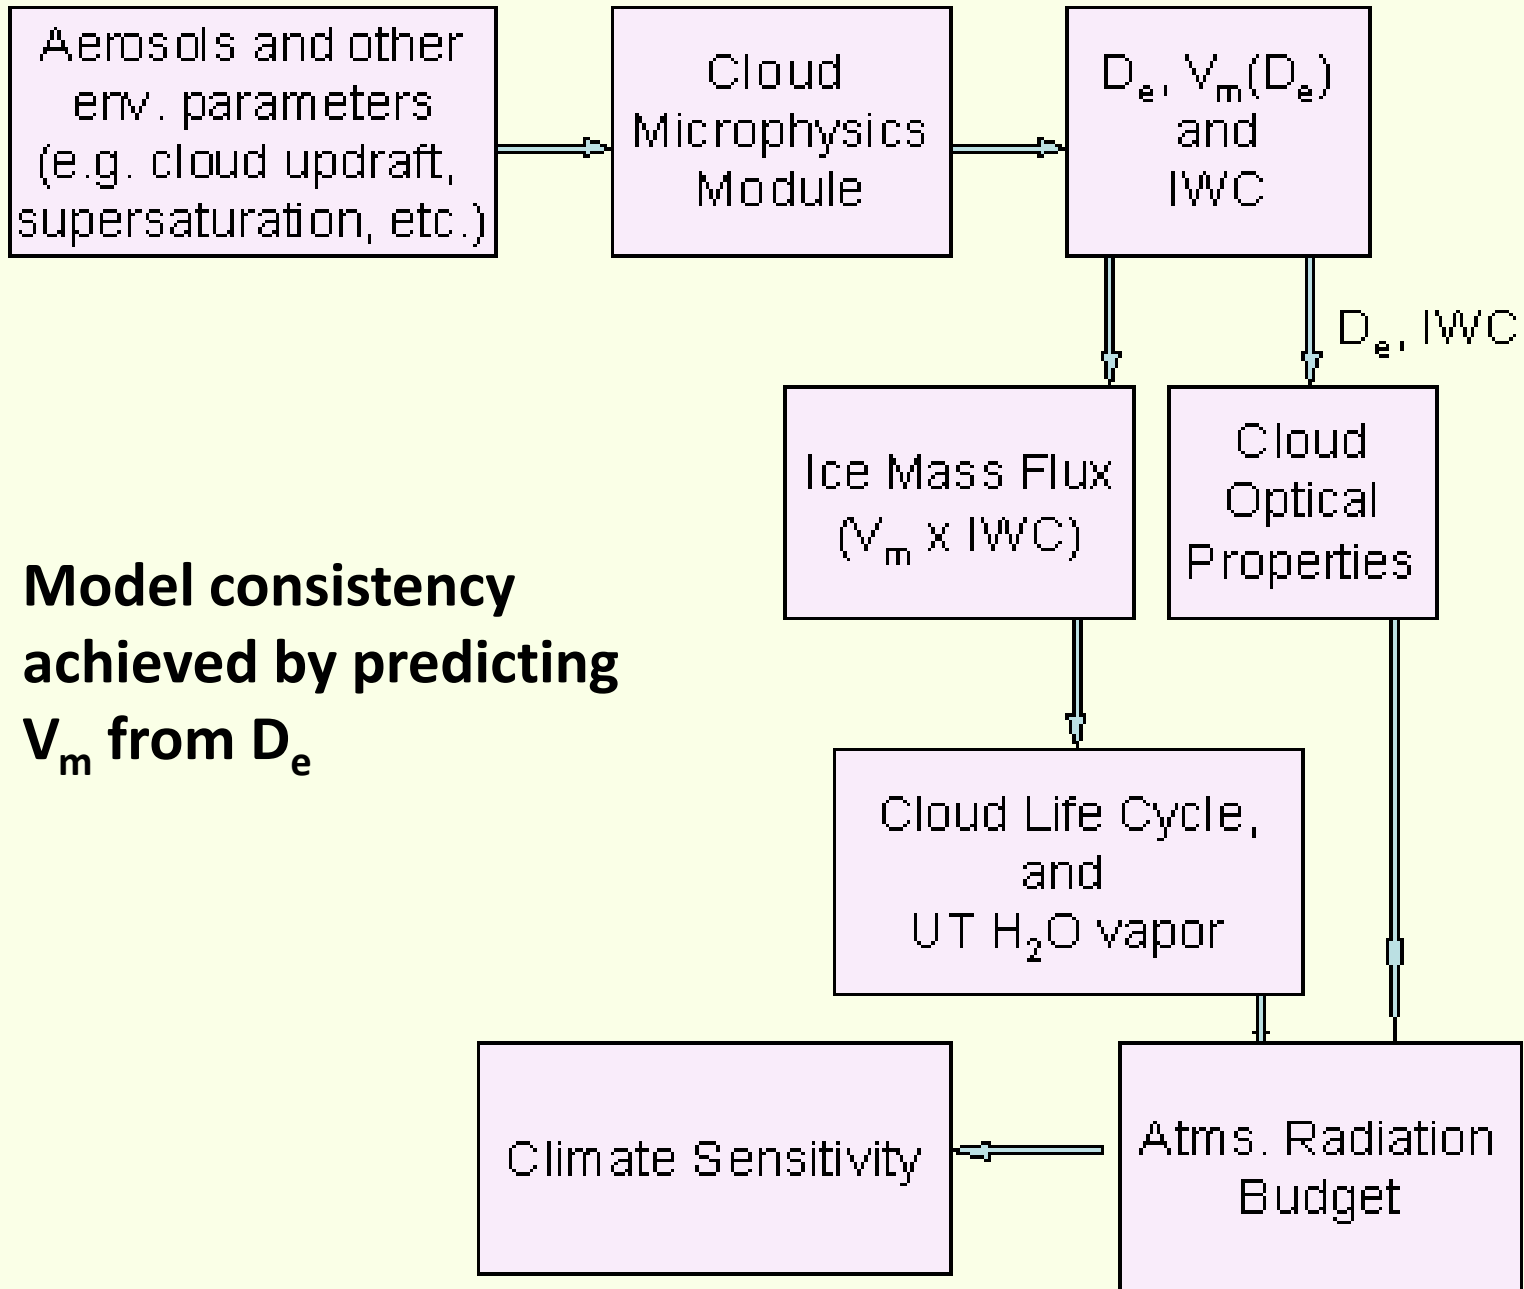 Aerosols and other
env. parameters
(e.g. cloud updraft,
supersaturation, etc.)
Cloud
Microphysics
Module
Dₑ, Vₘ(Dₑ)
and
IWC
Dₑ, IWC
Ice Mass Flux
(Vₘ x IWC)
Cloud
Optical
Properties
Model consistency
achieved by predicting
Vₘ from Dₑ
Cloud Life Cycle,
and
UT H₂O vapor
Climate Sensitivity
Atms. Radiation
Budget